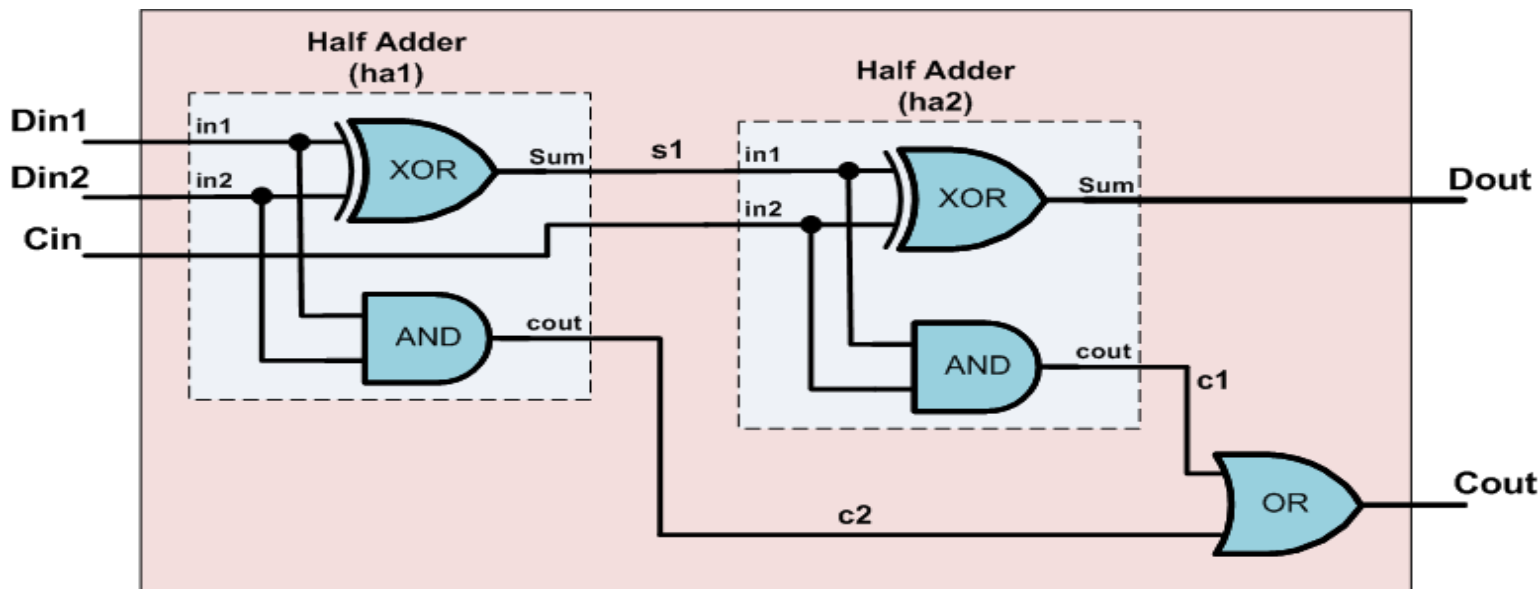 Half Adder
(ha1)
Half Adder
(ha2)
Din1
in1
XOR
Sum
s1
in1
Din2
in2
XOR
Sum
Dout
in2
Cin
AND
cout
AND
cout
c1
c2
OR
Cout